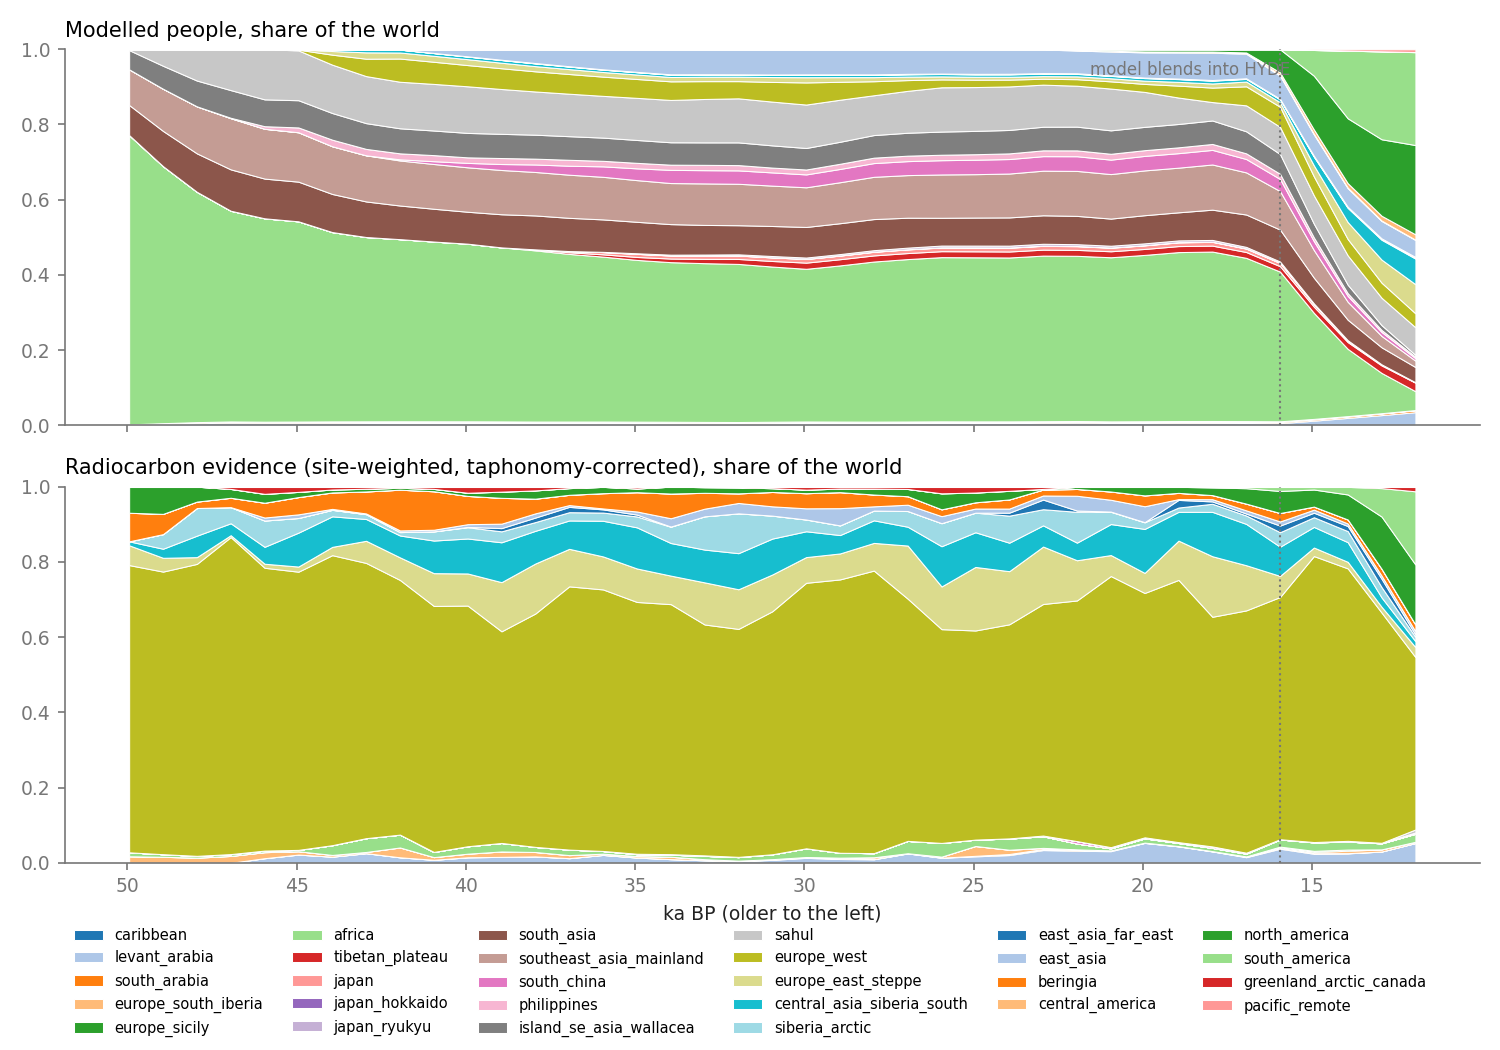 Modelled people, share of the world
1.0
0.8
0.6
0.4
0.2
0.0
model blends into HYDE
Radiocarbon evidence (site-weighted, taphonomy-corrected), share of the world
1.0
0.8
0.6
0.4
0.2
0.0
50 45 40 35 30 25 20 15
ka BP (older to the left)
caribbean africa south_asia sahul east_asia_far_east north_america
levant_arabia tibetan_plateau southeast_asia_mainland europe_west east_asia south_america
south_arabia japan south_china europe_east_steppe beringia greenland_arctic_canada
europe_south_iberia japan_hokkaido philippines central_asia_siberia_south central_america pacific_remote
europe_sicily japan_ryukyu island_se_asia_wallacea siberia_arctic